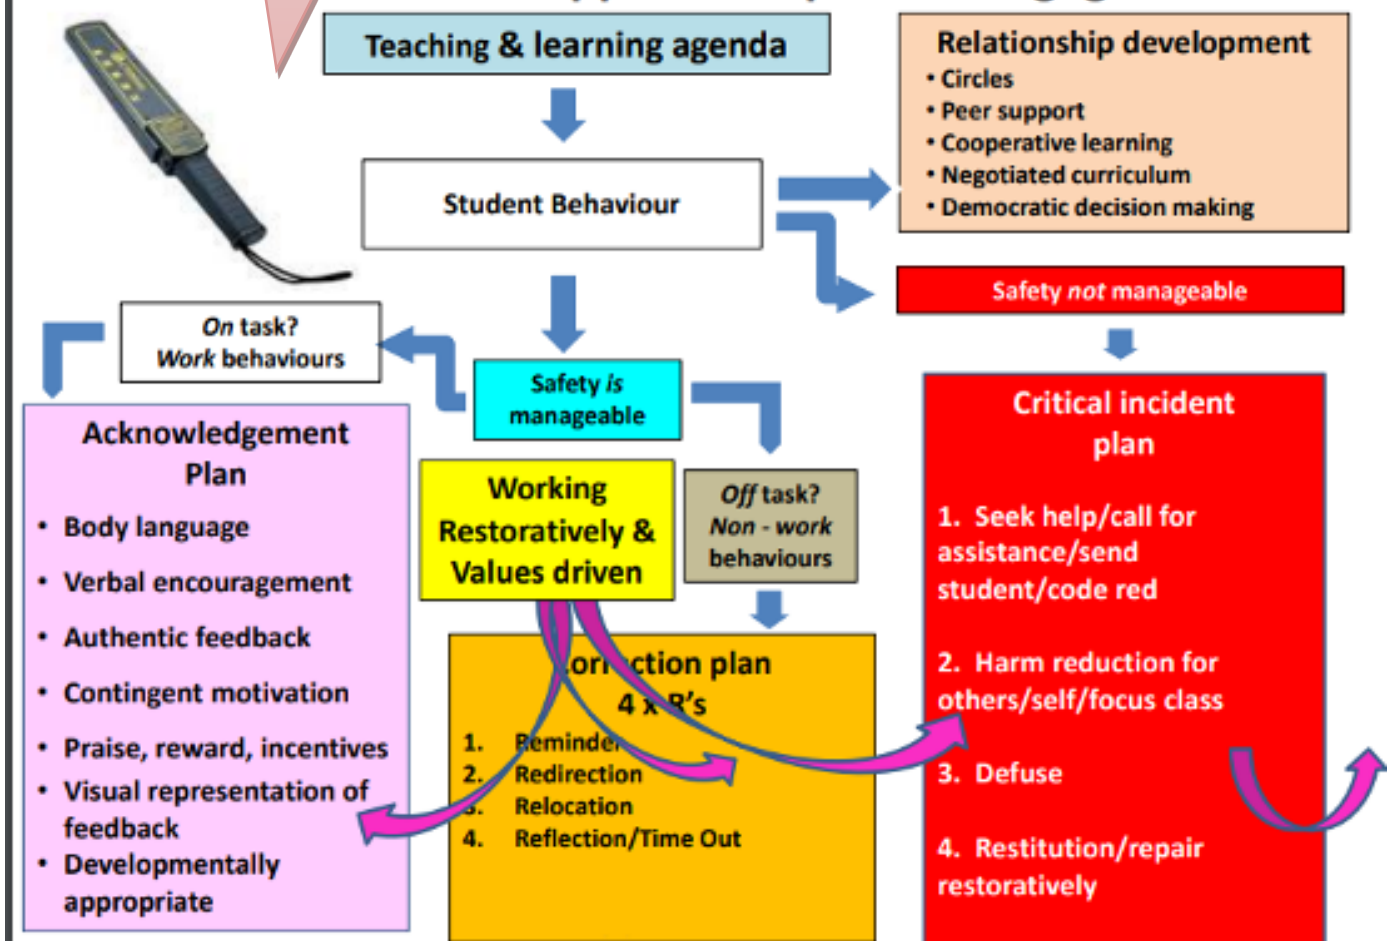 Teaching & learning agenda
Relationship development
• Circles
• Peer support
• Cooperative learning
• Negotiated curriculum
• Democratic decision making
Student Behaviour
Safety not manageable
On task?
Work behaviours
Safety is
manageable
Acknowledgement
Plan
• Body language
• Verbal encouragement
• Authentic feedback
• Contingent motivation
• Praise, reward, incentives
• Visual representation of
feedback
• Developmentally
appropriate
Working
Restoratively &
Values driven
Off task?
Non - work
behaviours
Correction plan
4 x R's
1. Reminder
2. Redirection
3. Relocation
4. Reflection/Time Out
Critical incident
plan
1. Seek help/call for
assistance/send
student/code red
2. Harm reduction for
others/self/focus class
3. Defuse
4. Restitution/repair
restoratively